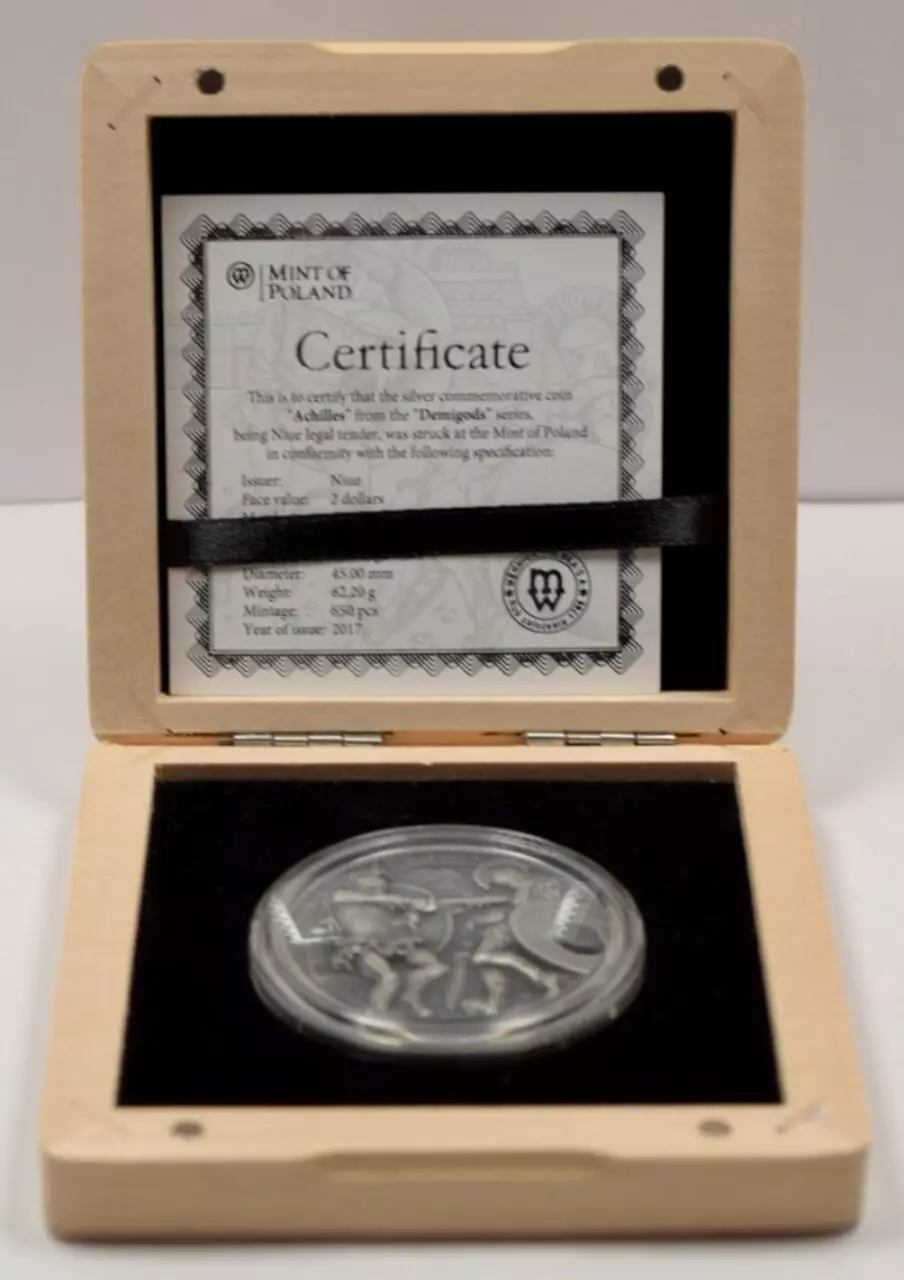 MINT OF
POLAND
Certificate
This is to certify that the silver commemorative coin
"Achilles" from the "Demigods" series,
being Niue legal tender, was struck at the Mint of Poland
in conformity with the following specification:
Issuer: Niue
Face value: 2 dollars
Diameter: 45.00 mm
Weight: 62.20 g
Mintage: 650 pcs
Year of issue: 2017